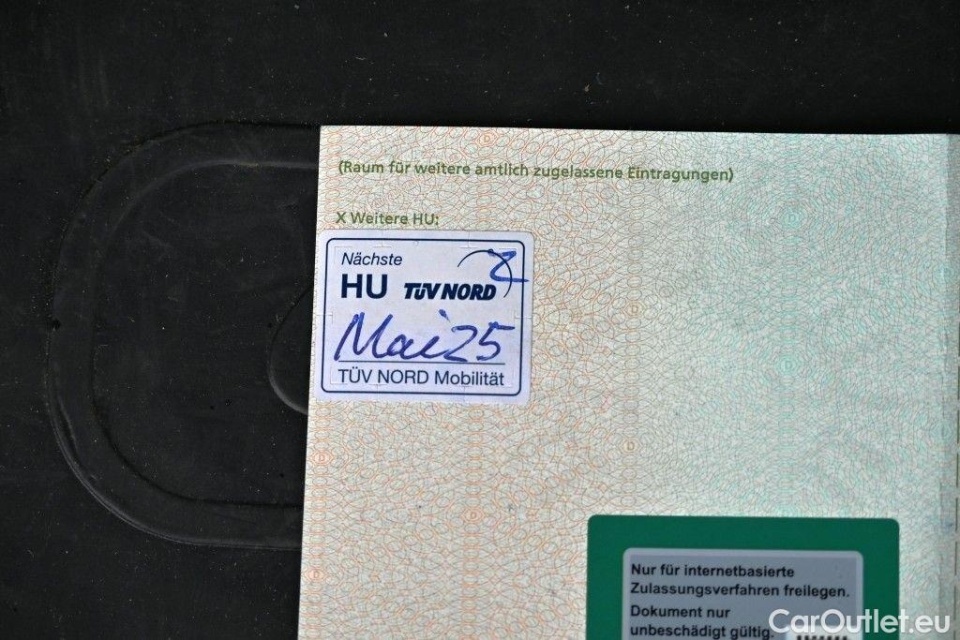 (Raum für weitere amtlich zugelassene Eintragungen)
X Weitere HU:
Nächste
HU TÜV NORD
Mai 25
TÜV NORD Mobilität
Nur für internetbasierte
Zulassungsverfahren freilegen.
Dokument nur
unbeschädigt gültig.
CarOutlet.eu